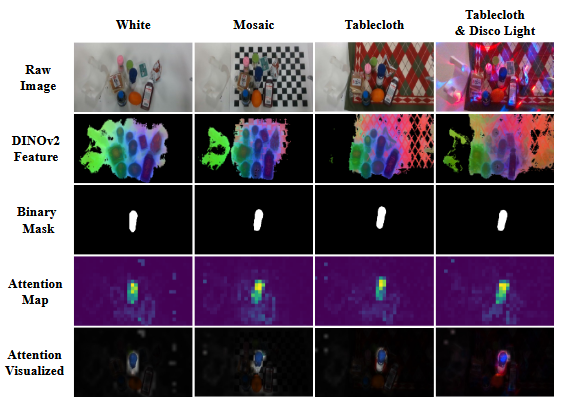 White
Mosaic
Tablecloth
Tablecloth
& Disco Light
Raw
Image
DINOv2
Feature
Binary
Mask
Attention
Map
Attention
Visualized